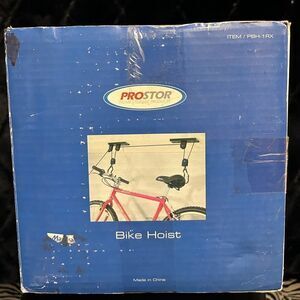 ITEM / PBH-1RX
PROSTOR
Bike Hoist
Made in China